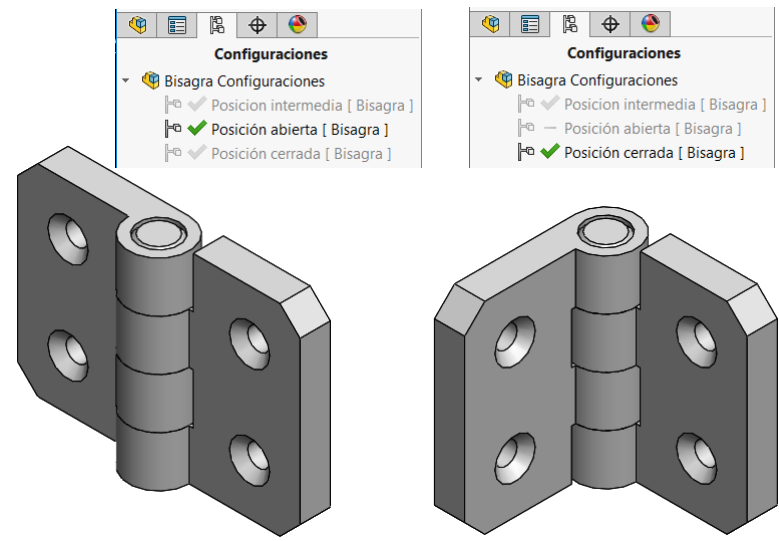 Configuraciones
Bisagra Configuraciones
Posicion intermedia [ Bisagra ]
Posición abierta [ Bisagra ]
Posición cerrada [ Bisagra ]
Configuraciones
Bisagra Configuraciones
Posicion intermedia [ Bisagra ]
Posición abierta [ Bisagra ]
Posición cerrada [ Bisagra ]